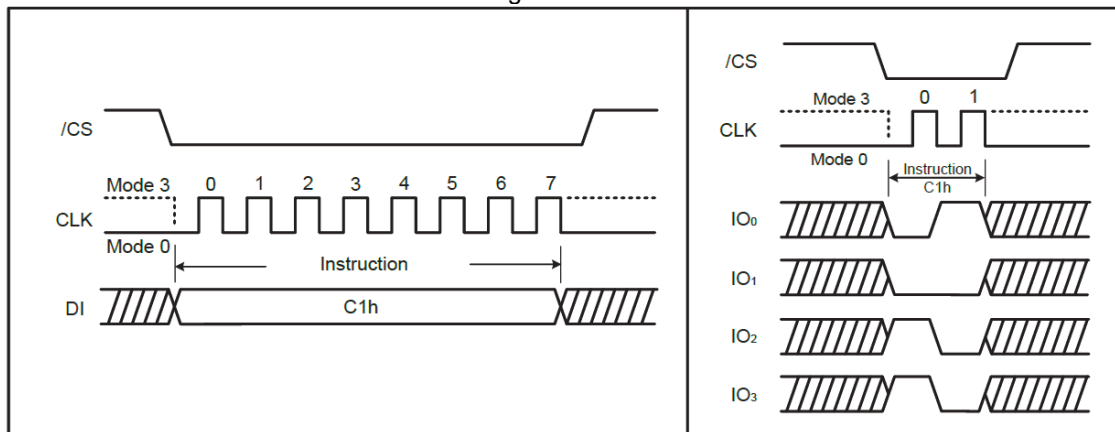 /CS
Mode 3
0 1 2 3 4 5 6 7
CLK
Mode 0
Instruction
DI
C1h
/CS
Mode 3
0 1
CLK
Mode 0
Instruction
C1h
IO0
IO1
IO2
IO3